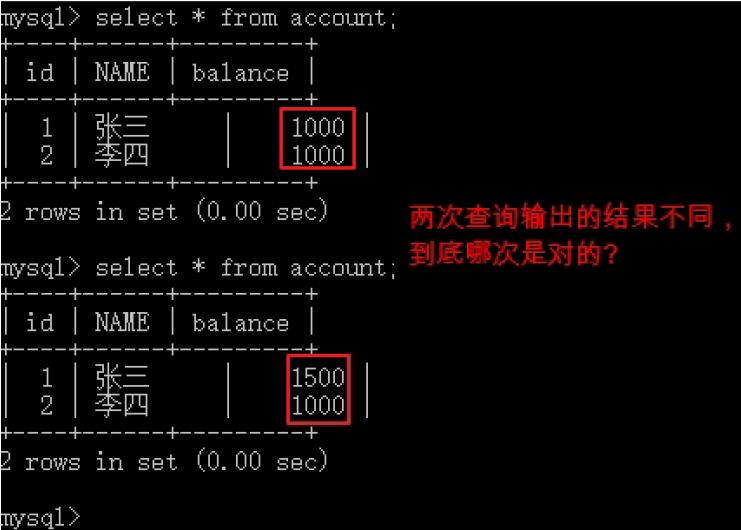 mysql> select * from account;
+----+------+---------+
| id | NAME | balance |
+----+------+---------+
| 1 | 张三 | 1000 |
| 2 | 李四 | 1000 |
+----+------+---------+
2 rows in set (0.00 sec)
两次查询输出的结果不同，
到底哪次是对的?
mysql> select * from account;
+----+------+---------+
| id | NAME | balance |
+----+------+---------+
| 1 | 张三 | 1500 |
| 2 | 李四 | 1000 |
+----+------+---------+
2 rows in set (0.00 sec)
mysql>